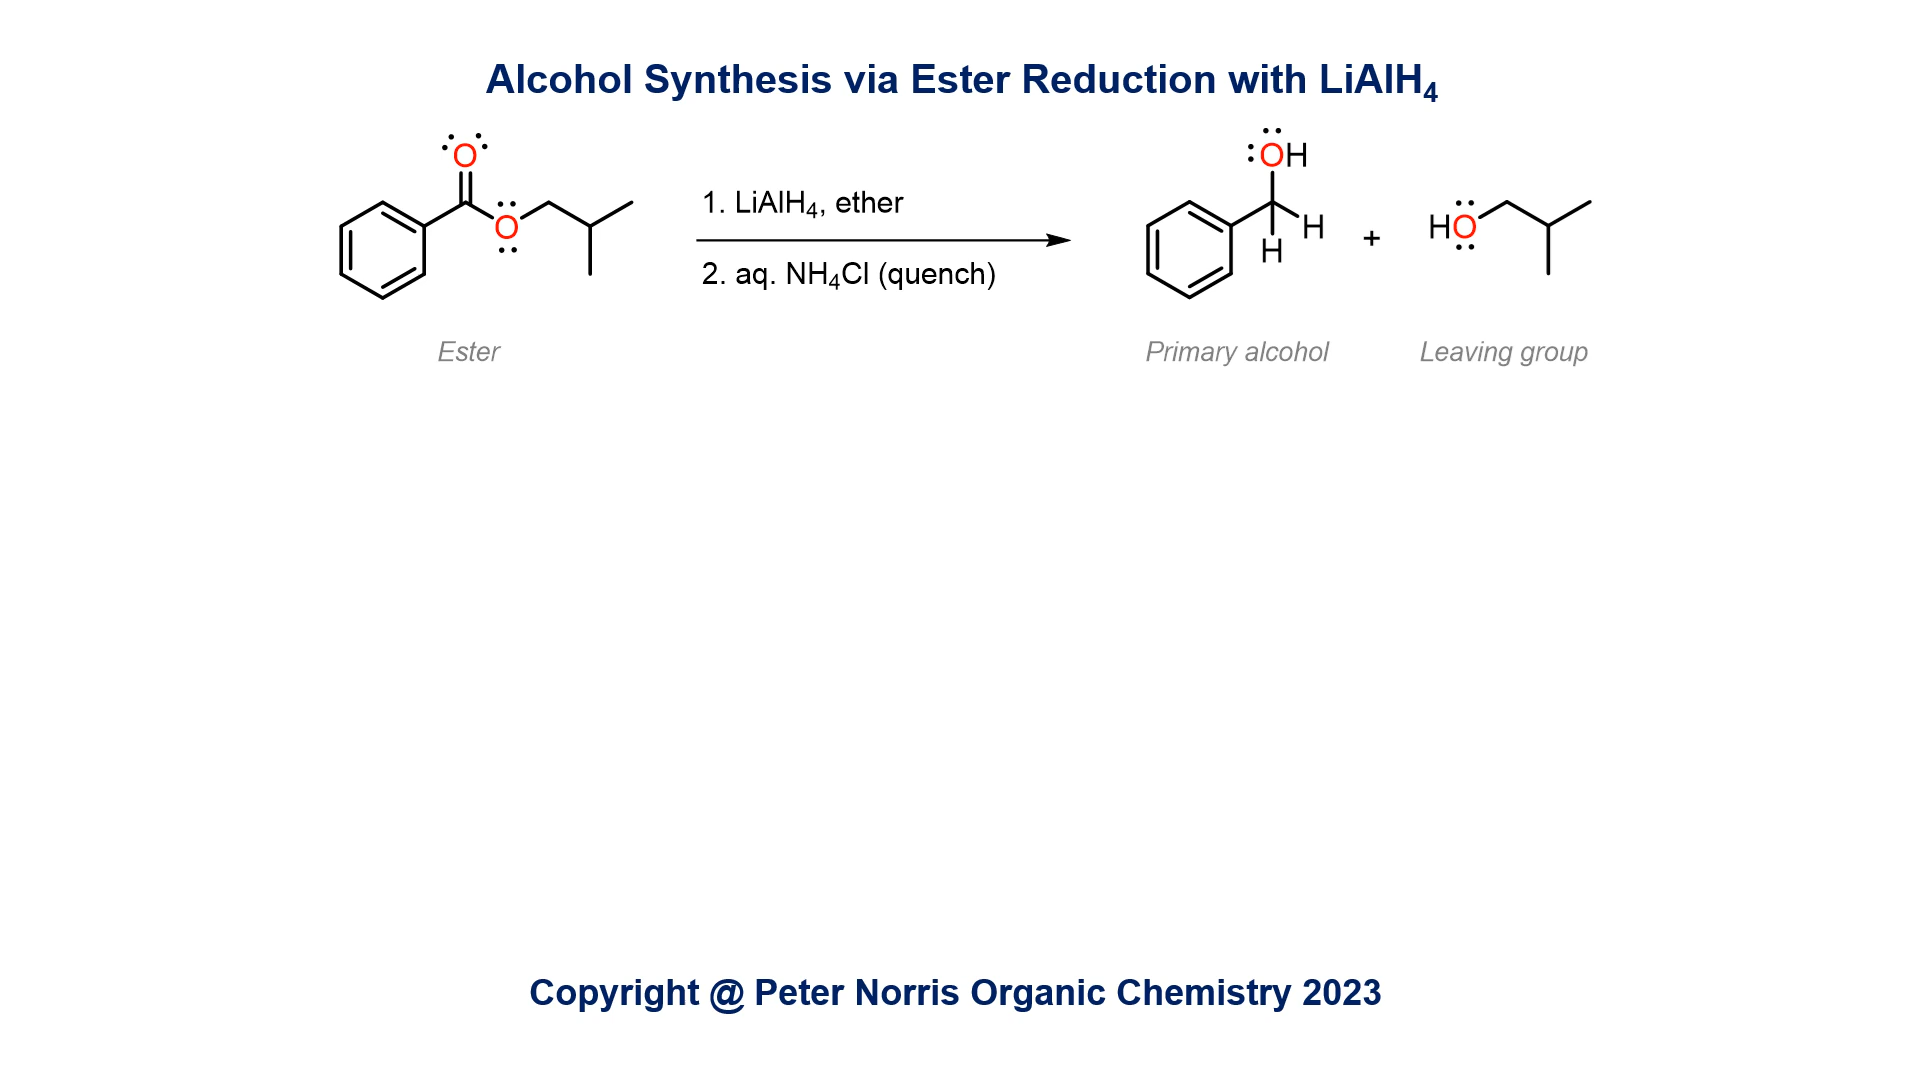 Alcohol Synthesis via Ester Reduction with LiAlH₄
O
O
1. LiAlH₄, ether
2. aq. NH₄Cl (quench)
OH
H
H
+
HO
Ester
Primary alcohol
Leaving group
Copyright @ Peter Norris Organic Chemistry 2023